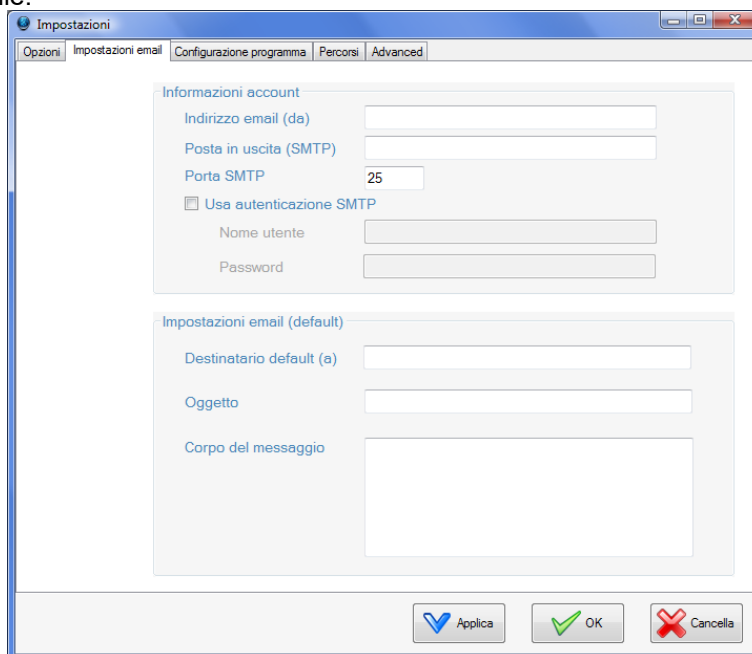 Impostazioni
Opzioni Impostazioni email Configurazione programma Percorsi Advanced
Informazioni account
Indirizzo email (da)
Posta in uscita (SMTP)
Porta SMTP 25
Usa autenticazione SMTP
Nome utente
Password
Impostazioni email (default)
Destinatario default (a)
Oggetto
Corpo del messaggio
Applica OK Cancella